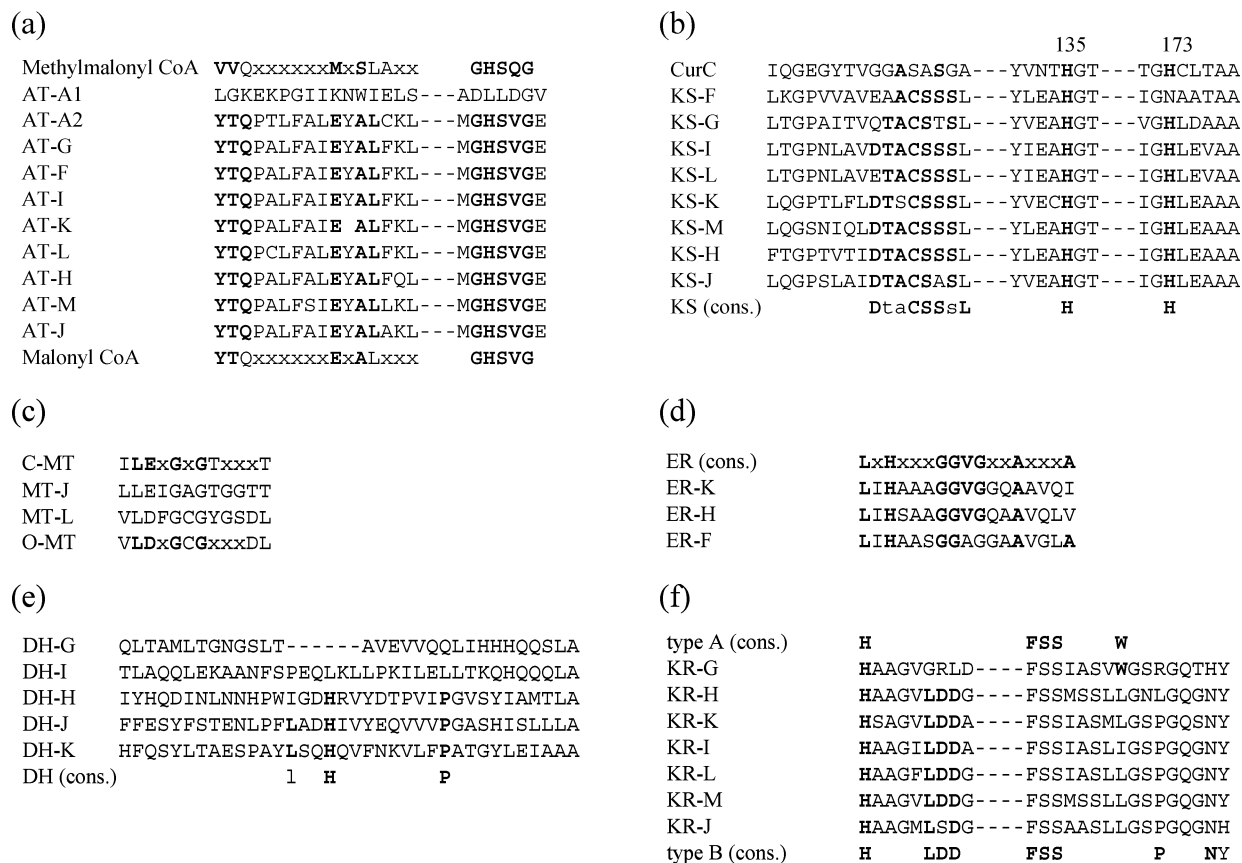 (a)
Methylmalonyl CoA VVQxxxxxxMxSLAxx GHSQG
AT-A1 LGKEKPGIIKNWIELS---ADLLDGV
AT-A2 YTQPTLFALEYALCKL---MGHSVGE
AT-G YTQPALFAIEYALFKL---MGHSVGE
AT-F YTQPALFALEYALFKL---MGHSVGE
AT-I YTQPALFAIEYALFKL---MGHSVGE
AT-K YTQPALFAIE ALFKL---MGHSVGE
AT-L YTQPCLFALEYALFKL---MGHSVGE
AT-H YTQPALFALEYALFQL---MGHSVGE
AT-M YTQPALFSIEYALLKL---MGHSVGE
AT-J YTQPALFAIEYALAKL---MGHSVGE
Malonyl CoA YTQxxxxxxExALxxx GHSVG
(b)
135 173
CurC IQGEGYTVGGASASGA---YVNTHGT---TGHCLTAA
KS-F LKGPVVAVEAACSSSL---YLEAHGT---IGNAATAA
KS-G LTGPAITVQTACSTSL---YVEAHGT---VGHLDAAA
KS-I LTGPNLAVDTACSSSL---YIEAHGT---IGHLEVAA
KS-L LTGPNLAVETACSSSL---YIEAHGT---IGHLEVAA
KS-K LQGPTLFLDTSCSSSL---YVECHGT---IGHLEAAA
KS-M LQGSNIQLDTACSSSL---YLEAHGT---IGHLEAAA
KS-H FTGPTVTIDTACSSSL---YLEAHGT---IGHLEAAA
KS-J LQGPSLAIDTACSSSL---YVEAHGT---IGHLEAAA
KS (cons.) DtaCSSsL H H
(c)
C-MT ILExGxGTxxxT
MT-J LLEIGAGTGGTT
MT-L VLDFGCGYGSDL
O-MT VLDxGCGxxxDL
(d)
ER (cons.) LxHxxxGGVGxxAxxxA
ER-K LIHAAAGGVGGQAAVQI
ER-H LIHSAAGGVGQAAVQLV
ER-F LIHAASGGAGGAAVGLA
(e)
DH-G QLTAMLTGNGSLT------AVEVVQQLIHHHQQSLA
DH-I TLAQQLEKAANFSPEQLKLLPKILELLTKQHQQQLA
DH-H IYHQDINLNNHPWIGDHRVYDTPVIPGVSYIAMTLA
DH-J FFESYFSTENLPFLADHIVYEQVVVPGASHISLLLA
DH-K HFQSYLTAESPAYLSQHQVFNKVLFPATGYLEIAAA
DH (cons.) l H P
(f)
type A (cons.) H FSS W
KR-G HAAGVGRLD----FSSIASVWGSRGQTHY
KR-H HAAGVLDDG----FSSMSSLLGNLGQGNY
KR-K HSAGVLDDA----FSSIASMLGSPGQSNY
KR-I HAAGILDDA----FSSIASLIGSPGQGNY
KR-L HAAGFLDDG----FSSIASLLGSPGQGNY
KR-M HAAGVLDDG----FSSMSSLLGSPGQGNY
KR-J HAAGMLSDG----FSSAASLLGSPGQGNH
type B (cons.) H LDD FSS P NY